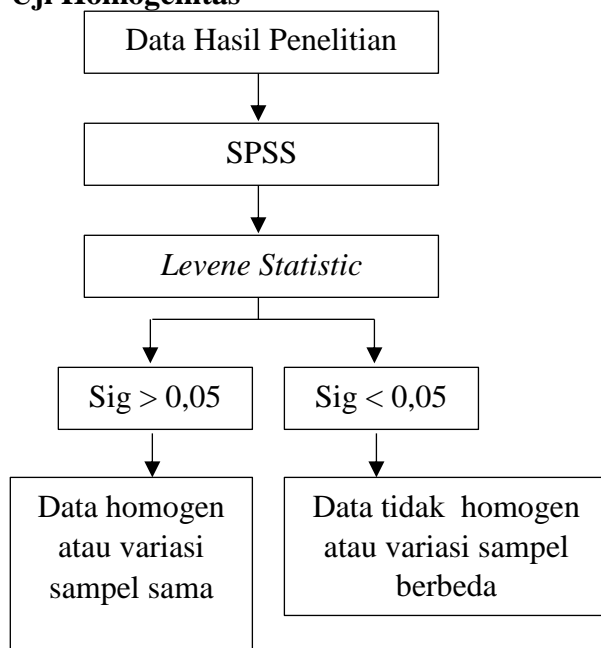 Uji Homogenitas
Data Hasil Penelitian
SPSS
Levene Statistic
Sig > 0,05
Sig < 0,05
Data homogen
atau variasi
sampel sama
Data tidak homogen
atau variasi sampel
berbeda